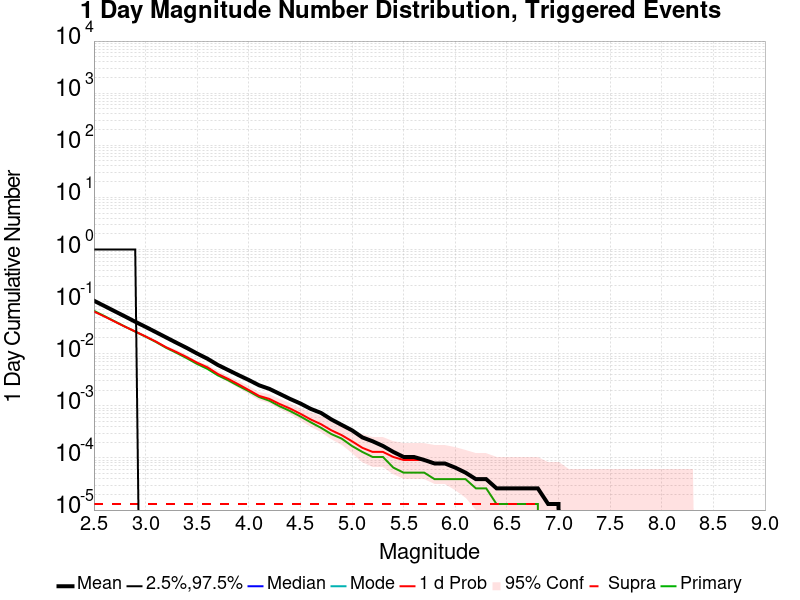 1 Day Magnitude Number Distribution, Triggered Events
10 4
10 3
10 2
10 1
10 0
10 -1
10 -2
10 -3
10 -4
10 -5
1 Day Cumulative Number
2.5 3.0 3.5 4.0 4.5 5.0 5.5 6.0 6.5 7.0 7.5 8.0 8.5 9.0
Magnitude
Mean 2.5%,97.5% Median Mode 1 d Prob 95% Conf Supra Primary